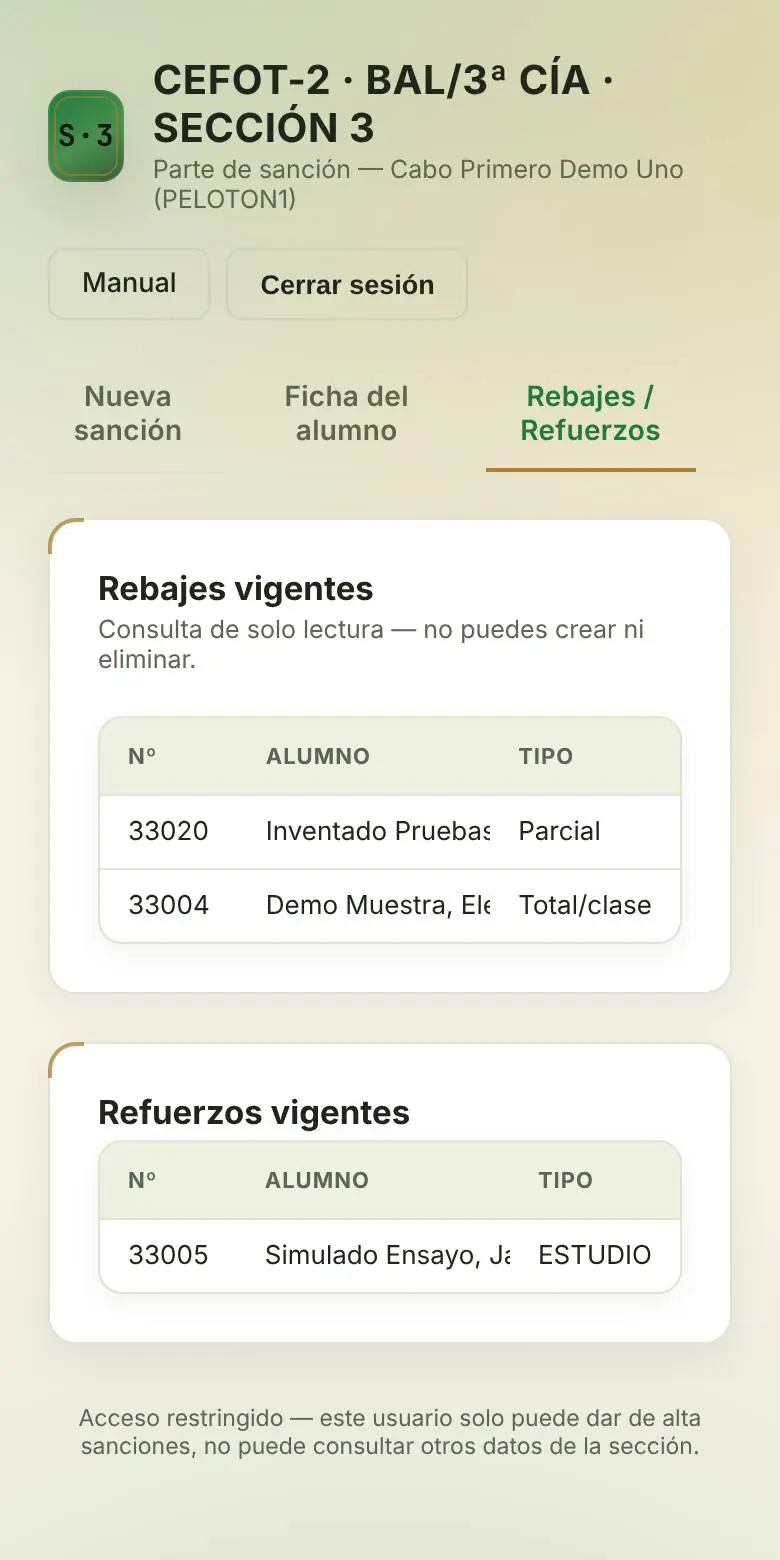 S·3
CEFOT-2 · BAL/3ª CÍA ·
SECCIÓN 3
Parte de sanción — Cabo Primero Demo Uno
(PELOTON1)
Manual
Cerrar sesión
Nueva
sanción
Ficha del
alumno
Rebajes /
Refuerzos
Rebajes vigentes
Consulta de solo lectura — no puedes crear ni
eliminar.
Nº ALUMNO TIPO
33020 Inventado Pruebas Parcial
33004 Demo Muestra, Ele Total/clase
Refuerzos vigentes
Nº ALUMNO TIPO
33005 Simulado Ensayo, Ja ESTUDIO
Acceso restringido — este usuario solo puede dar de alta
sanciones, no puede consultar otros datos de la sección.